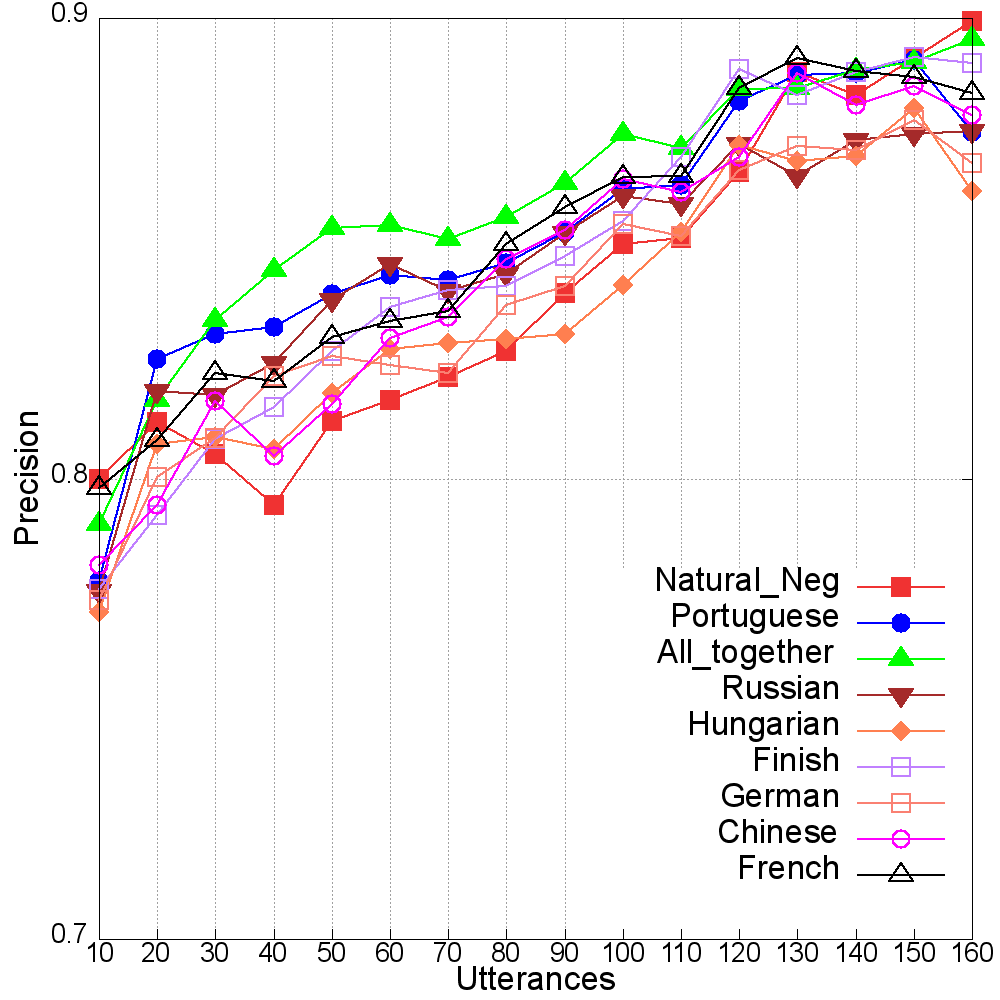 0.9
0.8
0.7
Precision
Natural_Neg
Portuguese
All_together
Russian
Hungarian
Finish
German
Chinese
French
10 20 30 40 50 60 70 80 90 100 110 120 130 140 150 160
Utterances